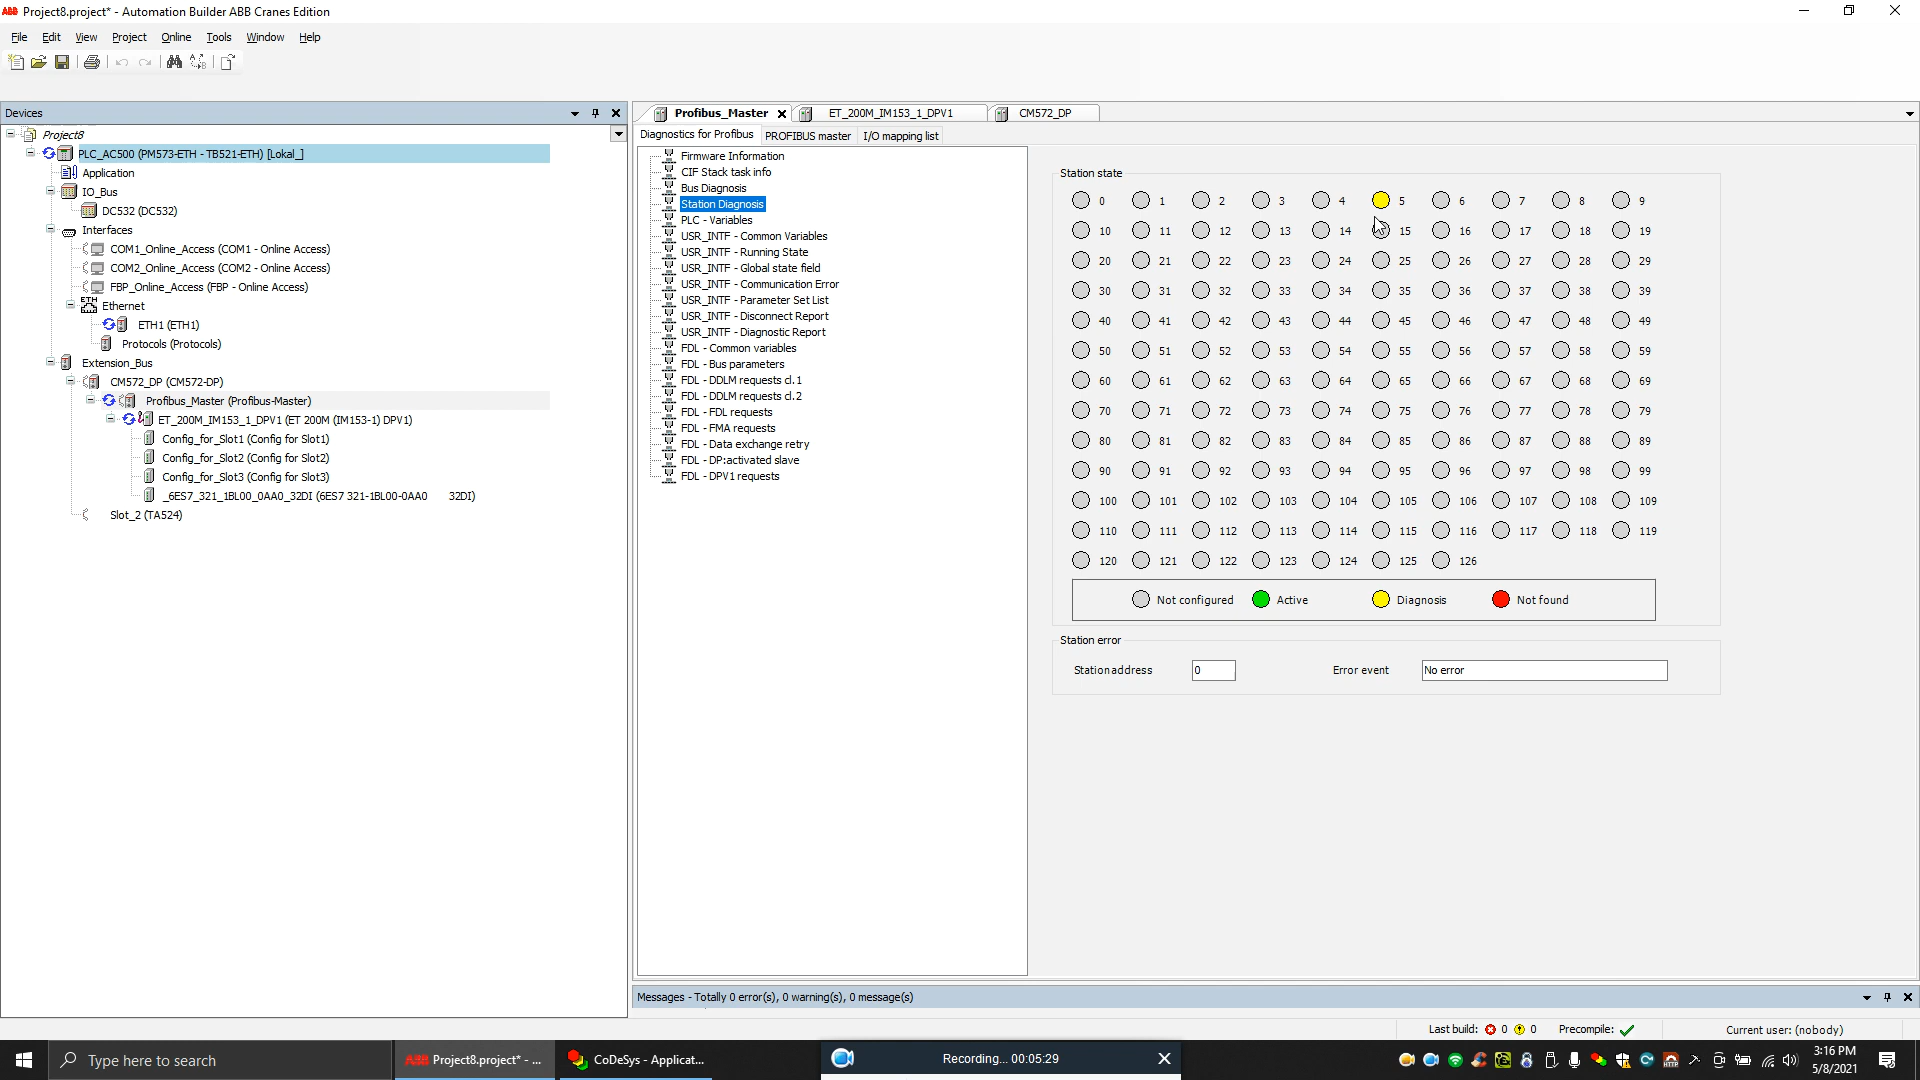 ABB Project8.project* - Automation Builder ABB Cranes Edition
File Edit View Project Online Tools Window Help
Devices
Project8
PLC_AC500 (PM573-ETH - TB521-ETH) [Lokal_]
Application
IO_Bus
DC532 (DC532)
Interfaces
COM1_Online_Access (COM1 - Online Access)
COM2_Online_Access (COM2 - Online Access)
FBP_Online_Access (FBP - Online Access)
ETH Ethernet
ETH1 (ETH1)
Protocols (Protocols)
Extension_Bus
CM572_DP (CM572-DP)
Profibus_Master (Profibus-Master)
ET_200M_IM153_1_DPV1 (ET 200M (IM153-1) DPV1)
Config_for_Slot1 (Config for Slot1)
Config_for_Slot2 (Config for Slot2)
Config_for_Slot3 (Config for Slot3)
_6ES7_321_1BL00_0AA0_32DI (6ES7 321-1BL00-0AA0 32DI)
Slot_2 (TA524)
Profibus_Master ET_200M_IM153_1_DPV1 CM572_DP
Diagnostics for Profibus PROFIBUS master I/O mapping list
Firmware Information
CIF Stack task info
Bus Diagnosis
Station Diagnosis
PLC - Variables
USR_INTF - Common Variables
USR_INTF - Running State
USR_INTF - Global state field
USR_INTF - Communication Error
USR_INTF - Parameter Set List
USR_INTF - Disconnect Report
USR_INTF - Diagnostic Report
FDL - Common variables
FDL - Bus parameters
FDL - DDLM requests cl.1
FDL - DDLM requests cl.2
FDL - FDL requests
FDL - FMA requests
FDL - Data exchange retry
FDL - DP:activated slave
FDL - DPV1 requests
Station state
0 1 2 3 4 5 6 7 8 9
10 11 12 13 14 15 16 17 18 19
20 21 22 23 24 25 26 27 28 29
30 31 32 33 34 35 36 37 38 39
40 41 42 43 44 45 46 47 48 49
50 51 52 53 54 55 56 57 58 59
60 61 62 63 64 65 66 67 68 69
70 71 72 73 74 75 76 77 78 79
80 81 82 83 84 85 86 87 88 89
90 91 92 93 94 95 96 97 98 99
100 101 102 103 104 105 106 107 108 109
110 111 112 113 114 115 116 117 118 119
120 121 122 123 124 125 126
Not configured Active Diagnosis Not found
Station error
Stationaddress 0 Error event No error
Messages - Totally 0 error(s), 0 warning(s), 0 message(s)
Last build: 0 0 Precompile: Current user: (nobody)
Type here to search
ABB Project8.project* - ...
CoDeSys - Applicat...
Recording... 00:05:29
3:16 PM
5/8/2021